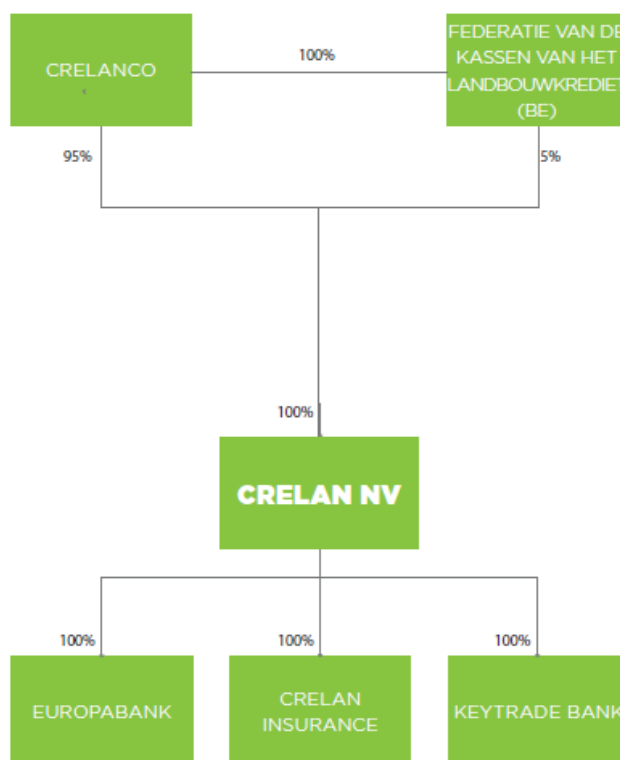 CRELANCO
100%
FEDERATIE VAN DE
KASSEN VAN HET
LANDBOUWKREDIET
(BE)
95%
5%
100%
CRELAN NV
100%
100%
100%
EUROPABANK
CRELAN
INSURANCE
KEYTRADE BANK